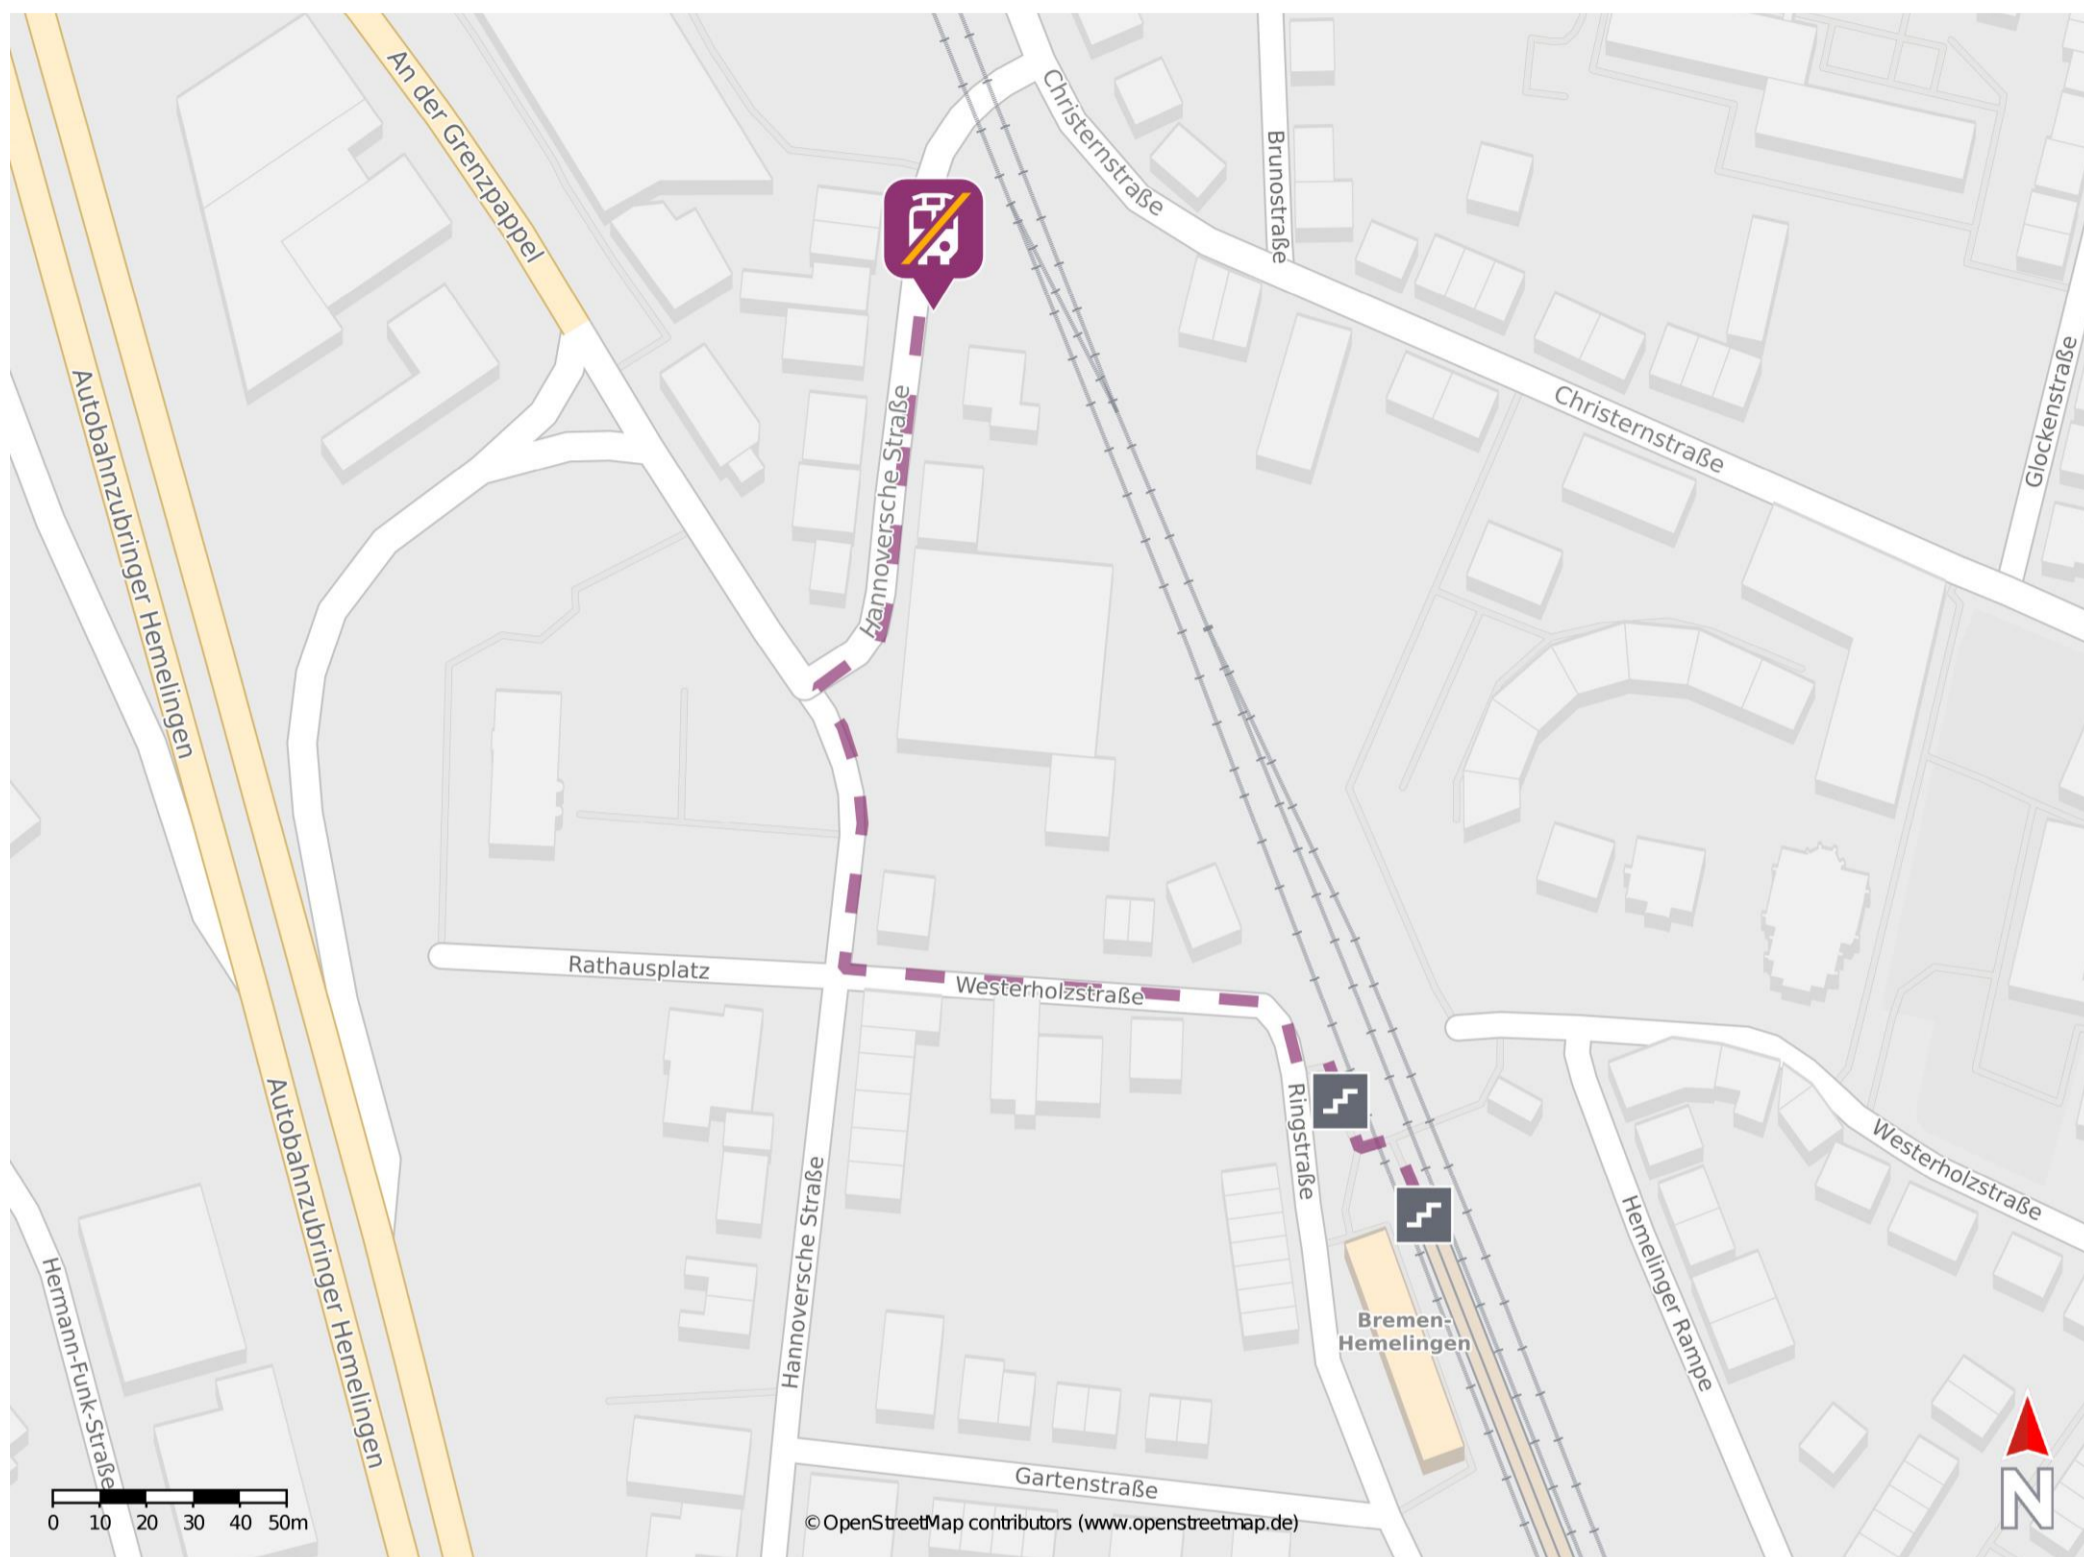 An der Grenzpappel
Christernstraße
Brunostraße
Glockenstraße
Autobahnzubringer Hemelingen
Hannoversche Straße
Christernstraße
Rathausplatz
Westerholzstraße
Ringstraße
Westerholzstraße
Autobahnzubringer Hemelingen
Hannoversche Straße
Hemelinger Rampe
Hermann-Funk-Straße
Bremen-
Hemelingen
Gartenstraße
0 10 20 30 40 50m
© OpenStreetMap contributors (www.openstreetmap.de)
N